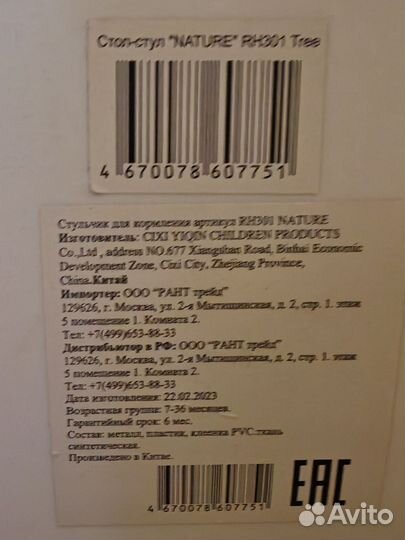 Стол-стул "NATURE" RH301 Tree
4 670078 607751
Стульчик для кормления артикул RH301 NATURE
Изготовитель: CIXI YIQIN CHILDREN PRODUCTS
Co.,Ltd , address NO.677 Xiangshan Road, Binhai Economic
Development Zone, Cixi City, Zhejiang Province,
China.Китай
Импортер: ООО "РАНТ трейд"
129626, г. Москва, ул. 2-я Мытищинская, д. 2, стр. 1. этаж
5 помещение 1. Комната 2.
Тел: +7(499)653-88-33
Дистрибьютор в РФ: ООО "РАНТ трейд"
129626, г. Москва, ул. 2-я Мытищинская, д. 2, стр. 1. этаж
5 помещение 1. Комната 2.
Тел: +7(499)653-88-33
Дата изготовления: 22.02.2023
Возрастная группа: 7-36 месяцев.
Гарантийный срок: 6 мес.
Состав: металл, пластик, клеенка PVC.ткань
синтетическая.
Произведено в Китае.
4 670078 607751
EAC
Avito